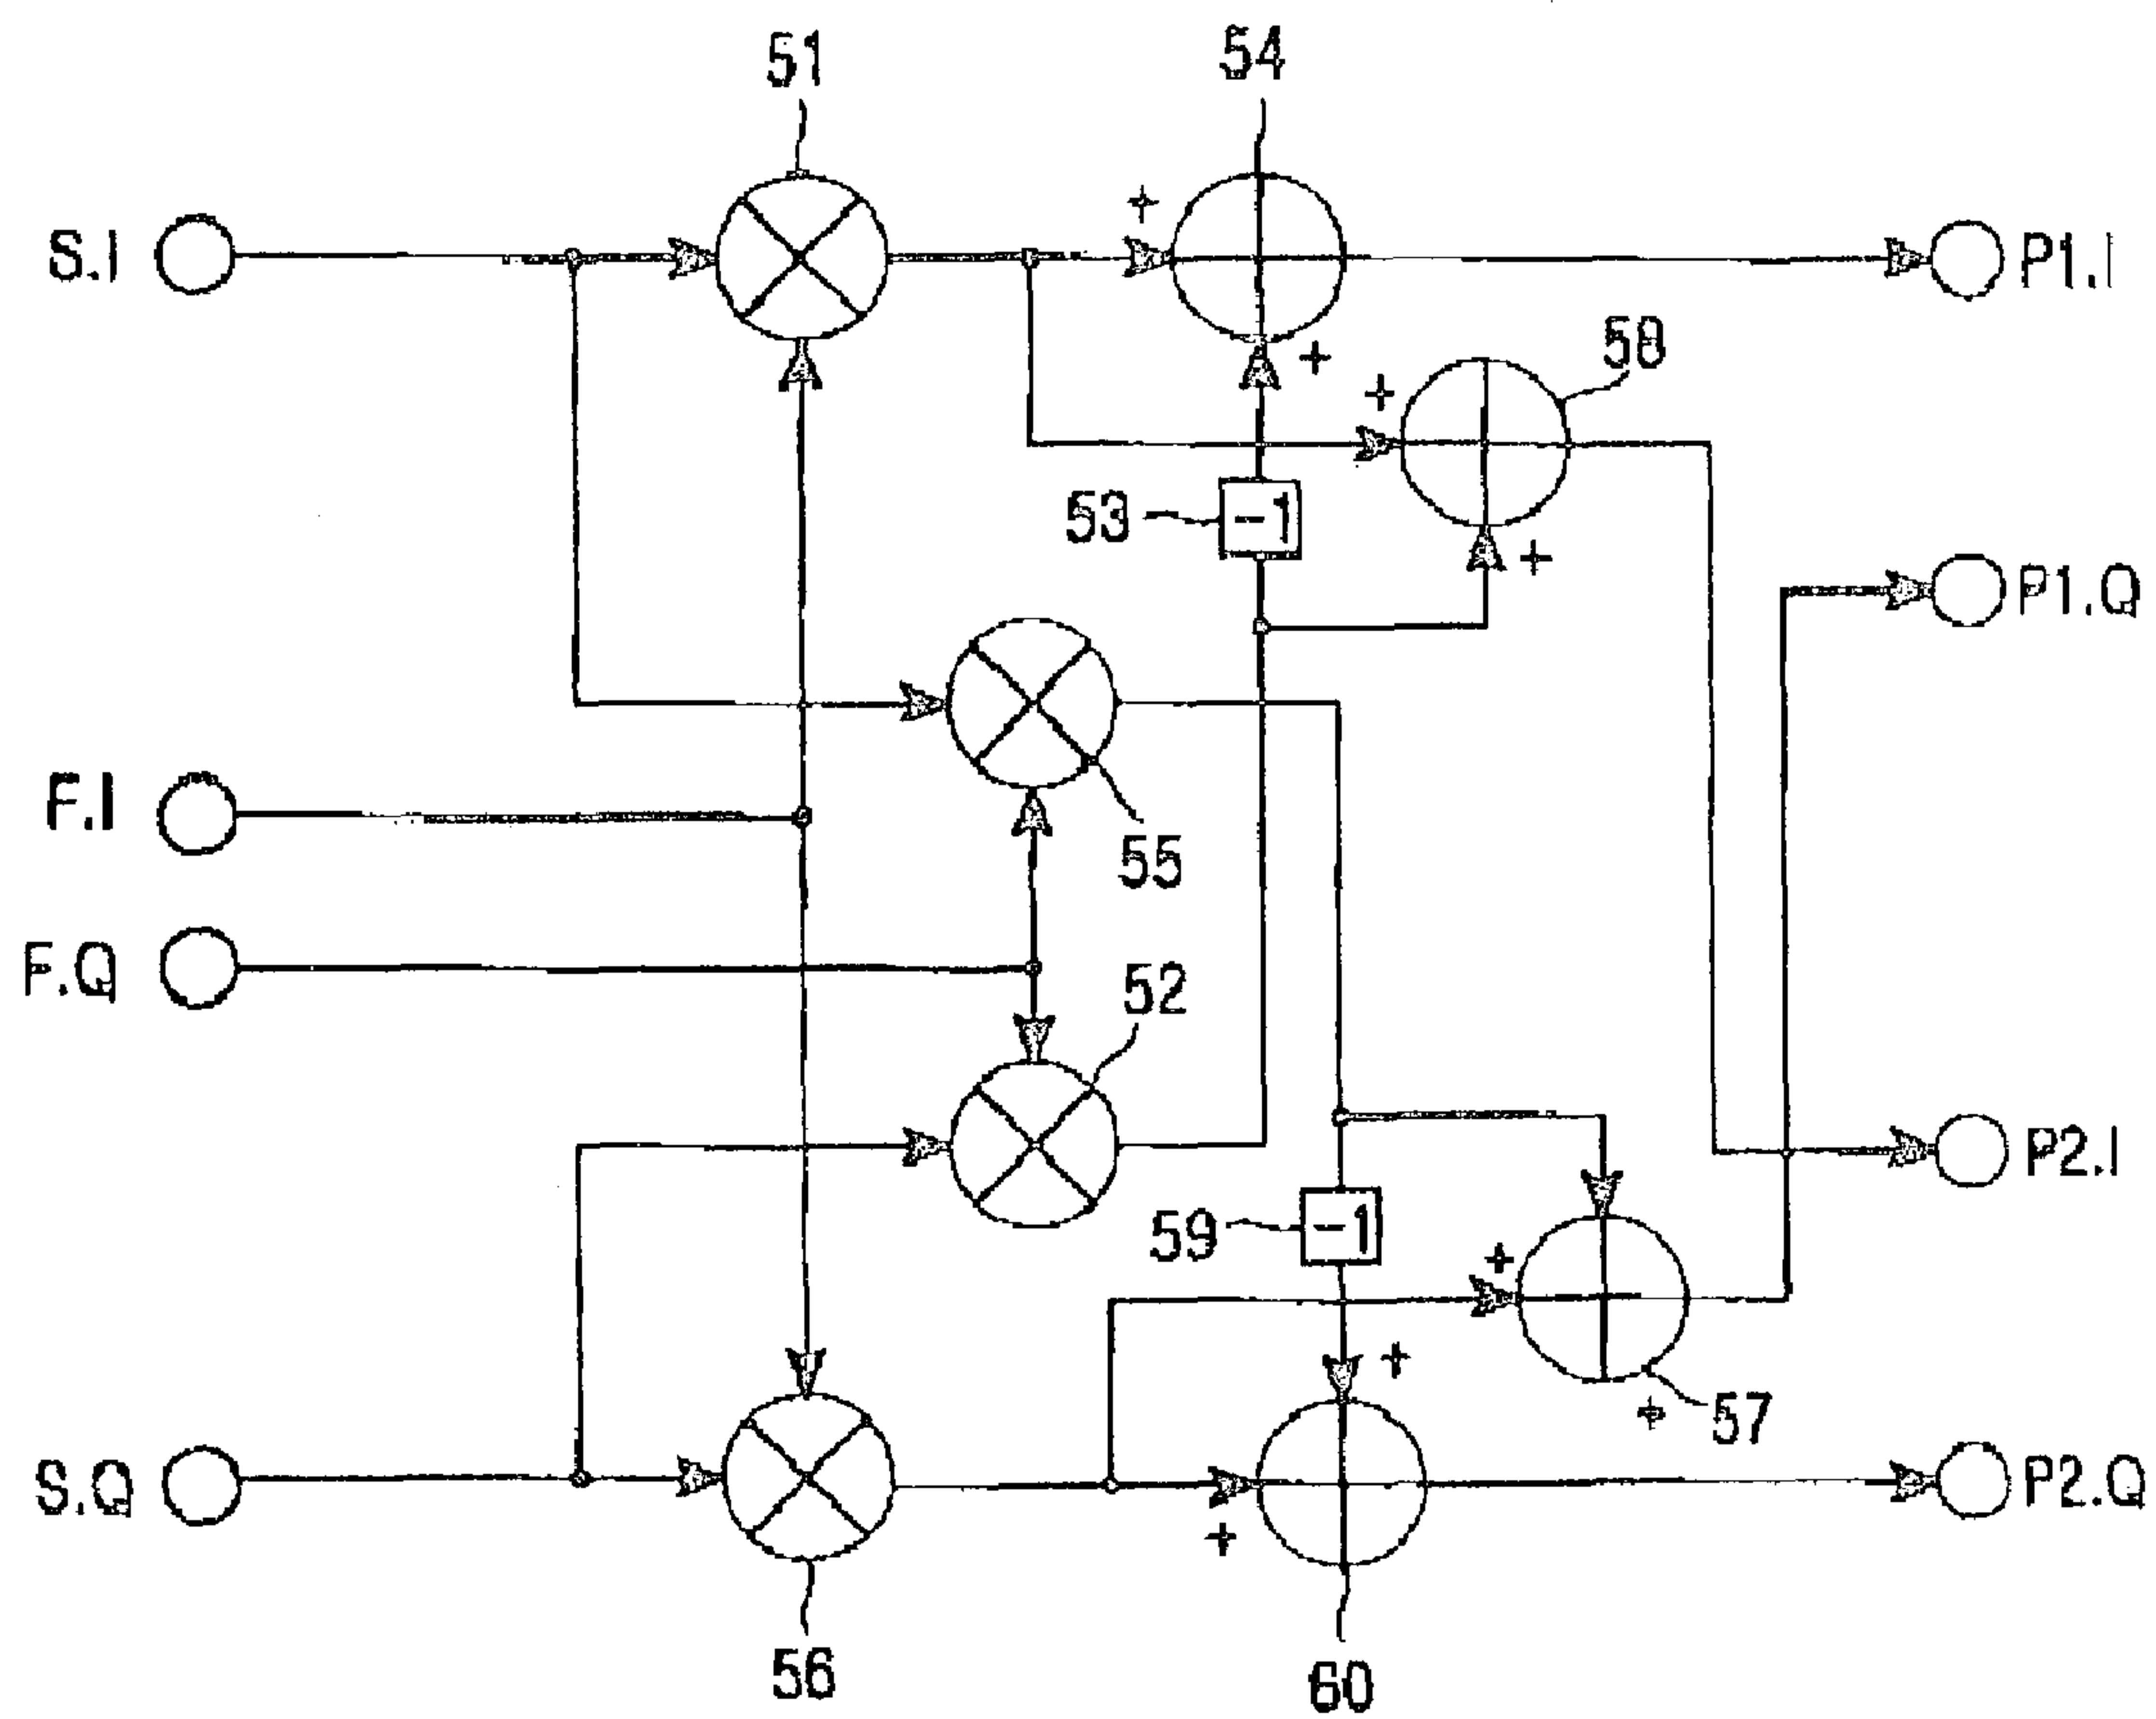 51
54
S.I
+
P1.I
+
58
+
53
-1
+
P1.Q
F.I
55
F.Q
52
P2.I
59
-1
+
+
57
+
S.Q
+
P2.Q
56
60